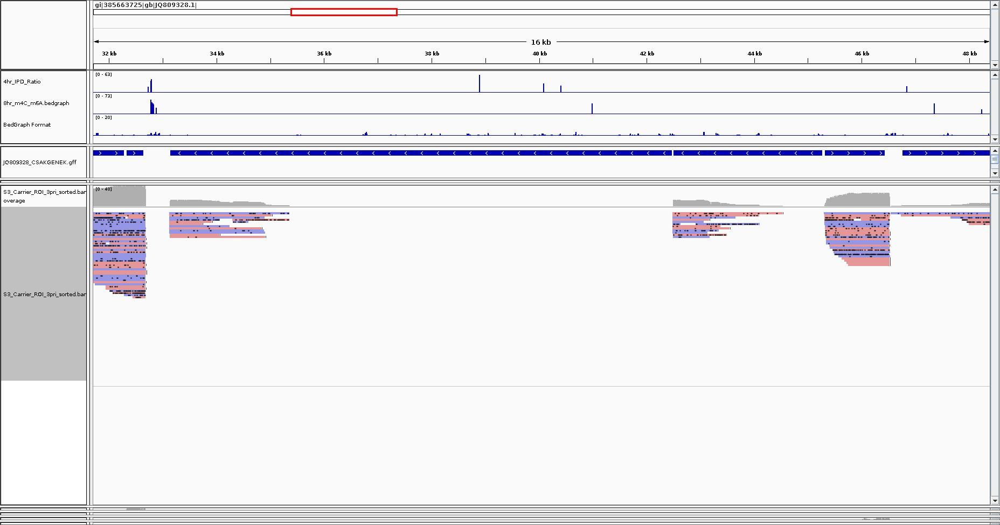 gi|385663725|gb|JQ809328.1|
16 kb
32 kb 34 kb 36 kb 38 kb 40 kb 42 kb 44 kb 46 kb 48 kb
[0 - 63]
4hr_IPD_Ratio
[0 - 73]
8hr_m4C_m6A.bedgraph
[0 - 20]
BedGraph Format
JQ809328_CSAKGENEK.gff
[0 - 40]
S3_Carrier_ROI_3pri_sorted.bar
overage
S3_Carrier_ROI_3pri_sorted.bar